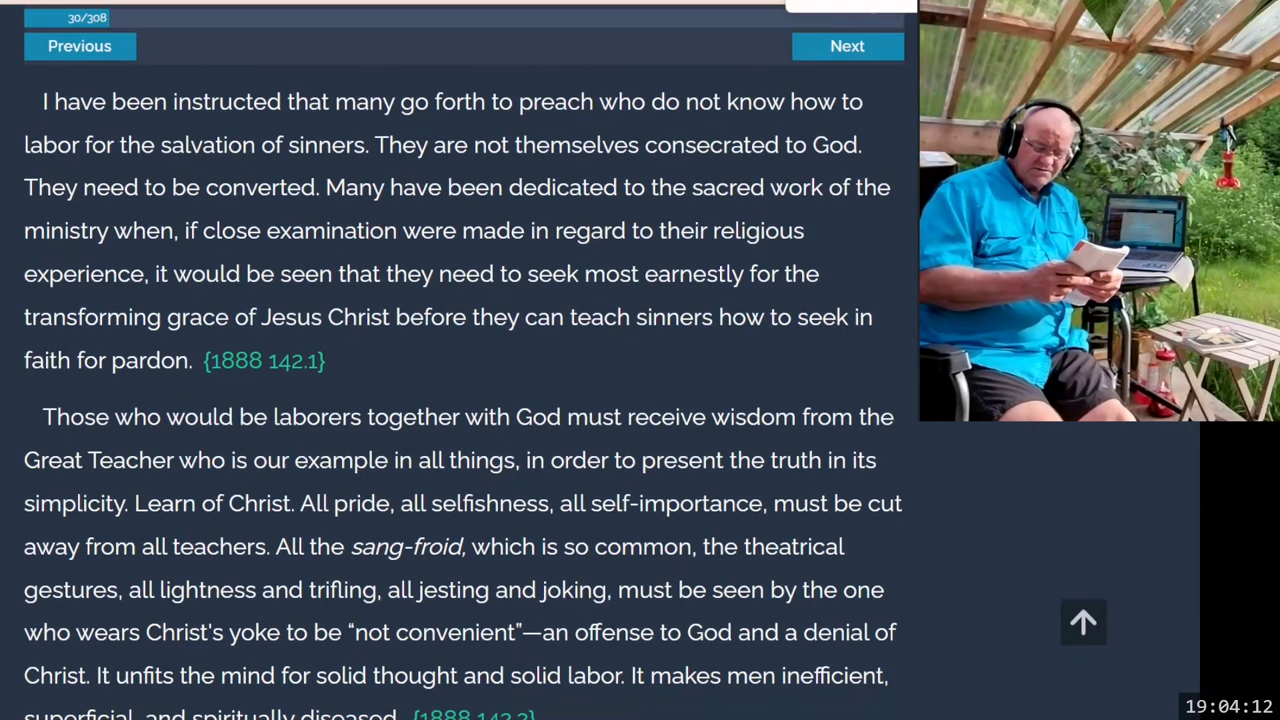 30/308
Previous
Next
I have been instructed that many go forth to preach who do not know how to
labor for the salvation of sinners. They are not themselves consecrated to God.
They need to be converted. Many have been dedicated to the sacred work of the
ministry when, if close examination were made in regard to their religious
experience, it would be seen that they need to seek most earnestly for the
transforming grace of Jesus Christ before they can teach sinners how to seek in
faith for pardon. {1888 142.1}
Those who would be laborers together with God must receive wisdom from the
Great Teacher who is our example in all things, in order to present the truth in its
simplicity. Learn of Christ. All pride, all selfishness, all self-importance, must be cut
away from all teachers. All the sang-froid, which is so common, the theatrical
gestures, all lightness and trifling, all jesting and joking, must be seen by the one
who wears Christ's yoke to be “not convenient”—an offense to God and a denial of
Christ. It unfits the mind for solid thought and solid labor. It makes men inefficient,
superficial, and spiritually diseased. {1888 142.2}
19:04:12